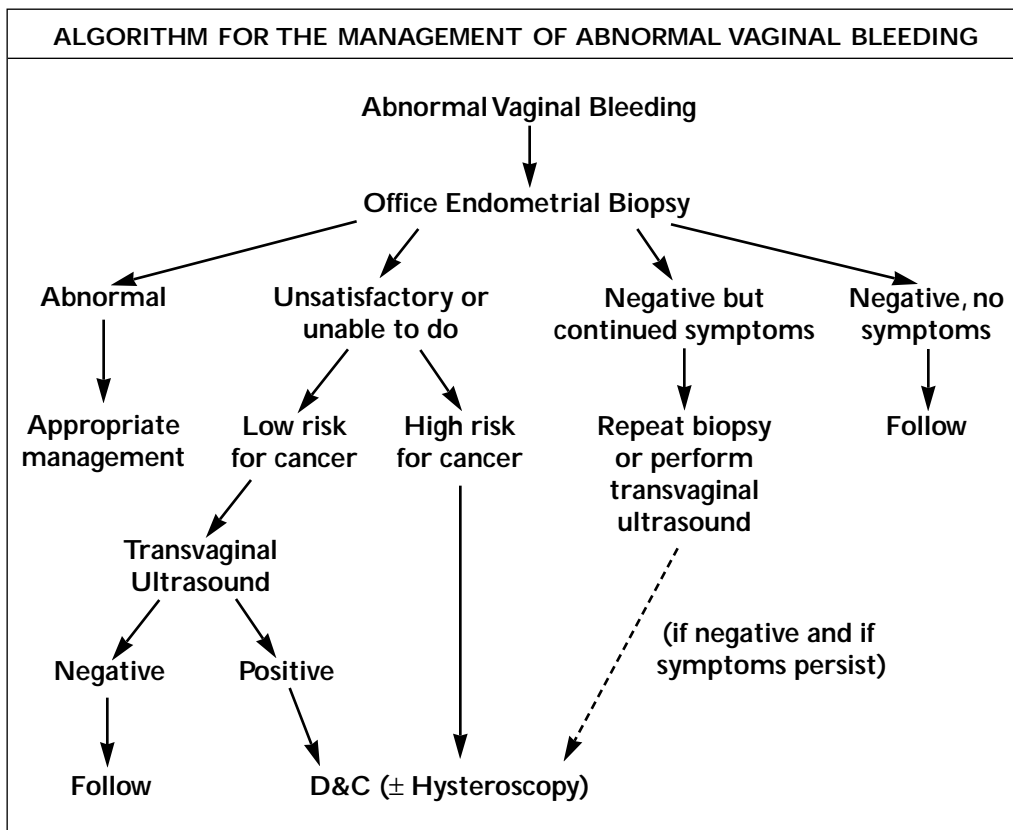 ALGORITHM FOR THE MANAGEMENT OF ABNORMAL VAGINAL BLEEDING
Abnormal Vaginal Bleeding
Office Endometrial Biopsy
Abnormal
Unsatisfactory or
unable to do
Negative but
continued symptoms
Negative, no
symptoms
Appropriate
management
Low risk
for cancer
High risk
for cancer
Repeat biopsy
or perform
transvaginal
ultrasound
Follow
Transvaginal
Ultrasound
(if negative and if
symptoms persist)
Negative
Positive
Follow
D&C (± Hysteroscopy)